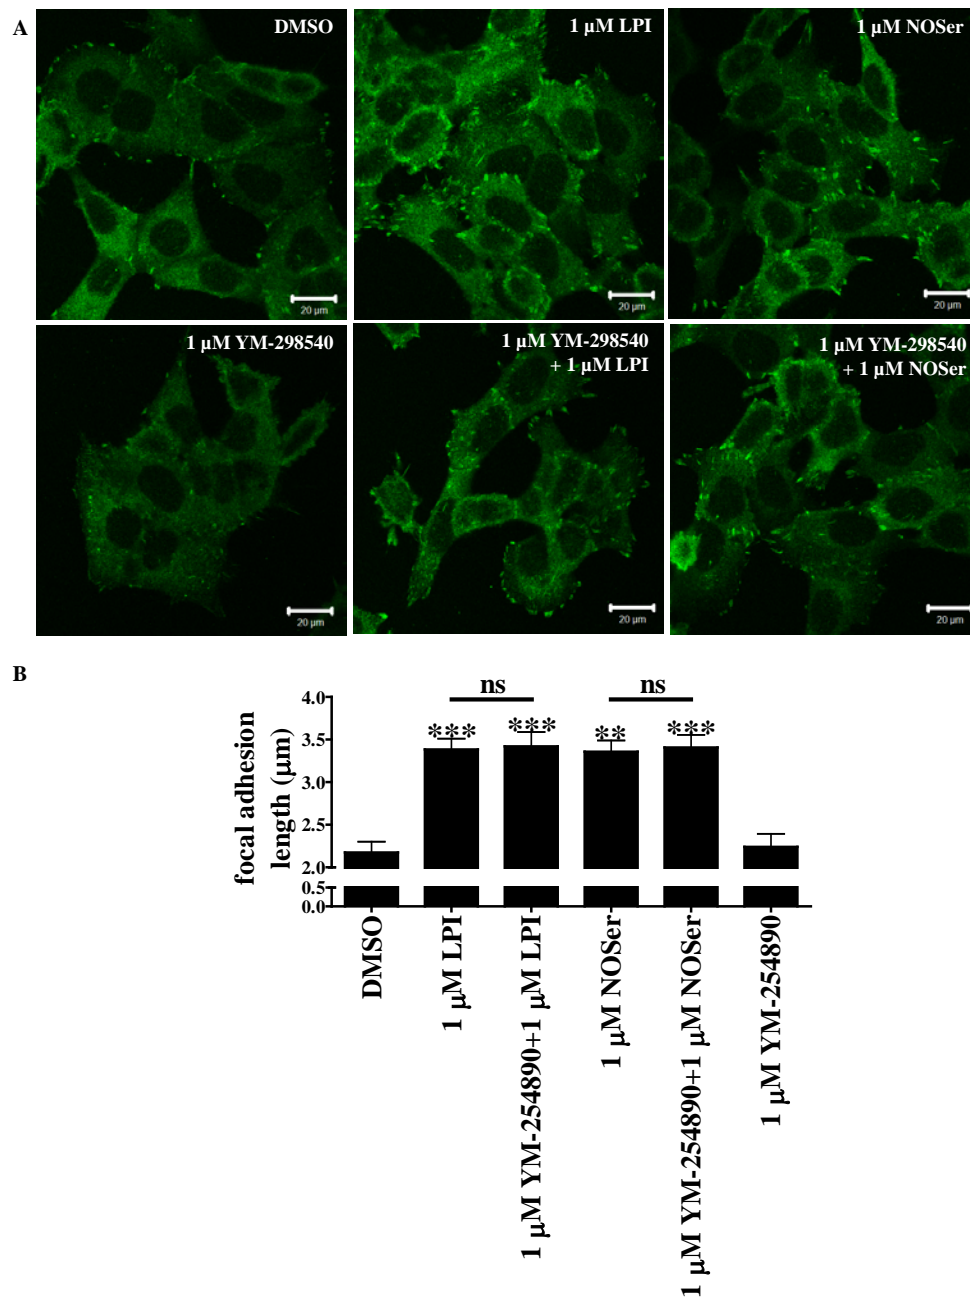 A
DMSO
1 µM LPI
1 µM NOSer
20 µm
20 µm
20 µm
1 µM YM-298540
1 µM YM-298540
+ 1 µM LPI
1 µM YM-298540
+ 1 µM NOSer
20 µm
20 µm
20 µm
B
focal adhesion
length (µm)
4.0
3.5
3.0
2.5
2.0
0.5
0.0
ns
ns
***
***
**
***
DMSO
1 µM LPI
1 µM YM-254890+1 µM LPI
1 µM NOSer
1 µM YM-254890+1 µM NOSer
1 µM YM-254890